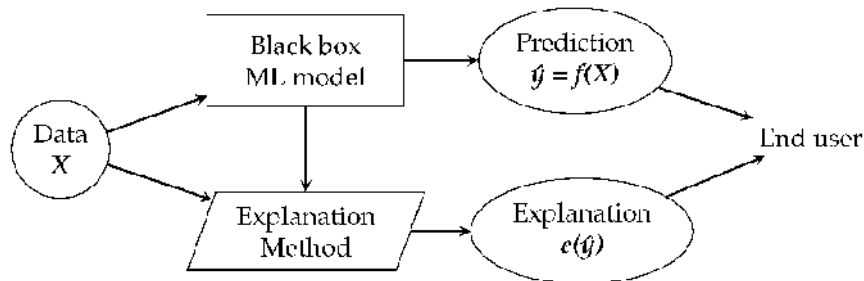 Black box
ML model
Prediction
ŷ = f(X)
Data
X
End user
Explanation
Method
Explanation
e(ŷ)